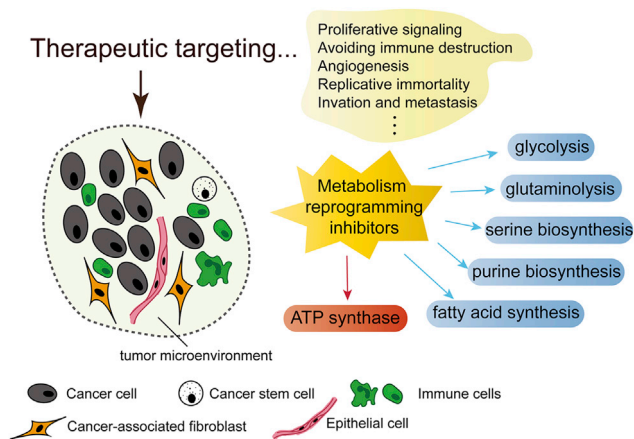 Therapeutic targeting...
Proliferative signaling
Avoiding immune destruction
Angiogenesis
Replicative immortality
Invation and metastasis
⋮
Metabolism
reprogramming
inhibitors
glycolysis
glutaminolysis
serine biosynthesis
purine biosynthesis
fatty acid synthesis
ATP synthase
tumor microenvironment
Cancer cell
Cancer stem cell
Immune cells
Cancer-associated fibroblast
Epithelial cell